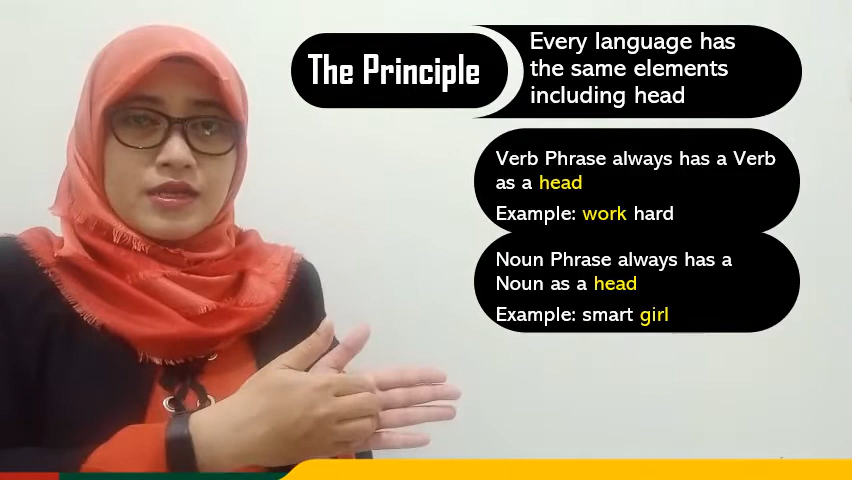 The Principle
Every language has
the same elements
including head
Verb Phrase always has a Verb
as a head
Example: work hard
Noun Phrase always has a
Noun as a head
Example: smart girl